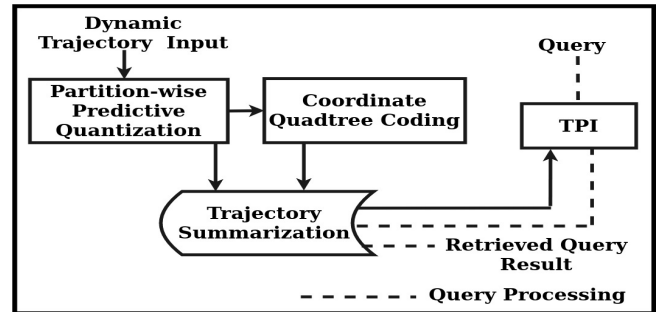 Dynamic
Trajectory Input
Query
Partition-wise
Predictive
Quantization
Coordinate
Quadtree Coding
TPI
Trajectory
Summarization
Retrieved Query
Result
Query Processing